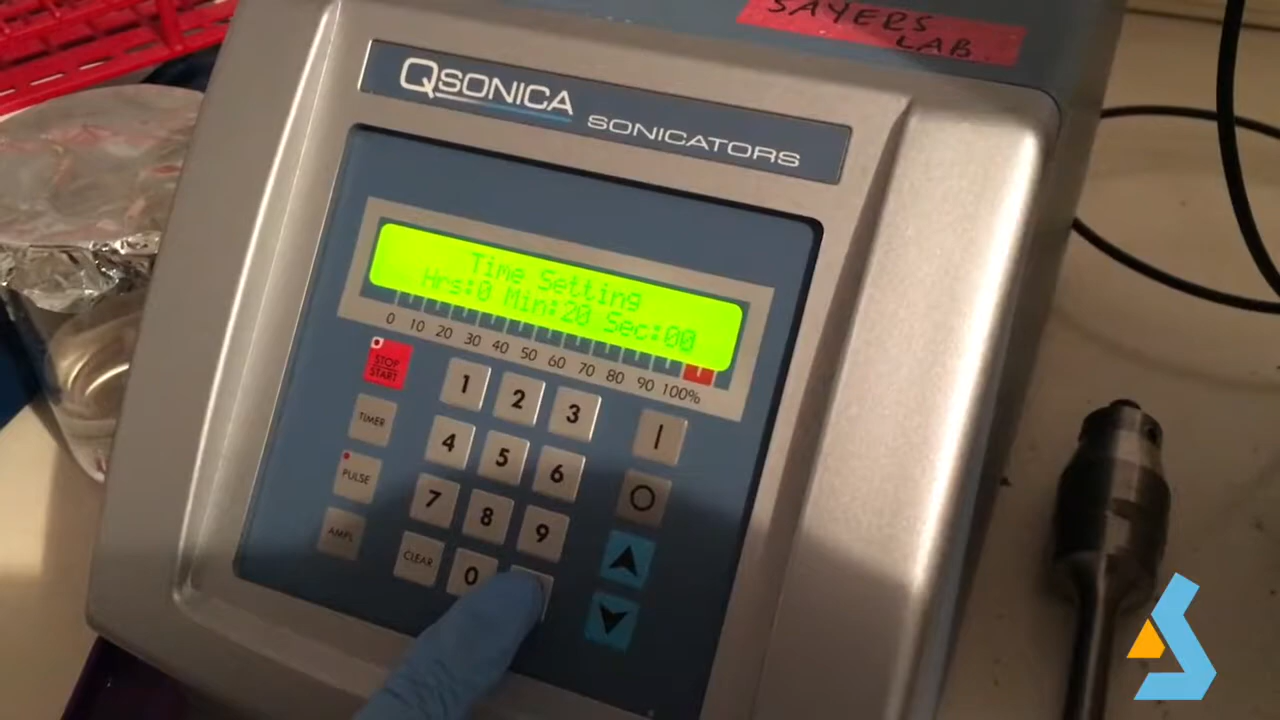 SAYERS
LAB
QSONICA
SONICATORS
Time Setting
Hrs:0 Min:20 Sec:00
0 10 20 30 40 50 60 70 80 90 100%
STOP
START
1 2 3
TIMER
4 5 6
PULSE
7 8 9
AMPL
CLEAR 0